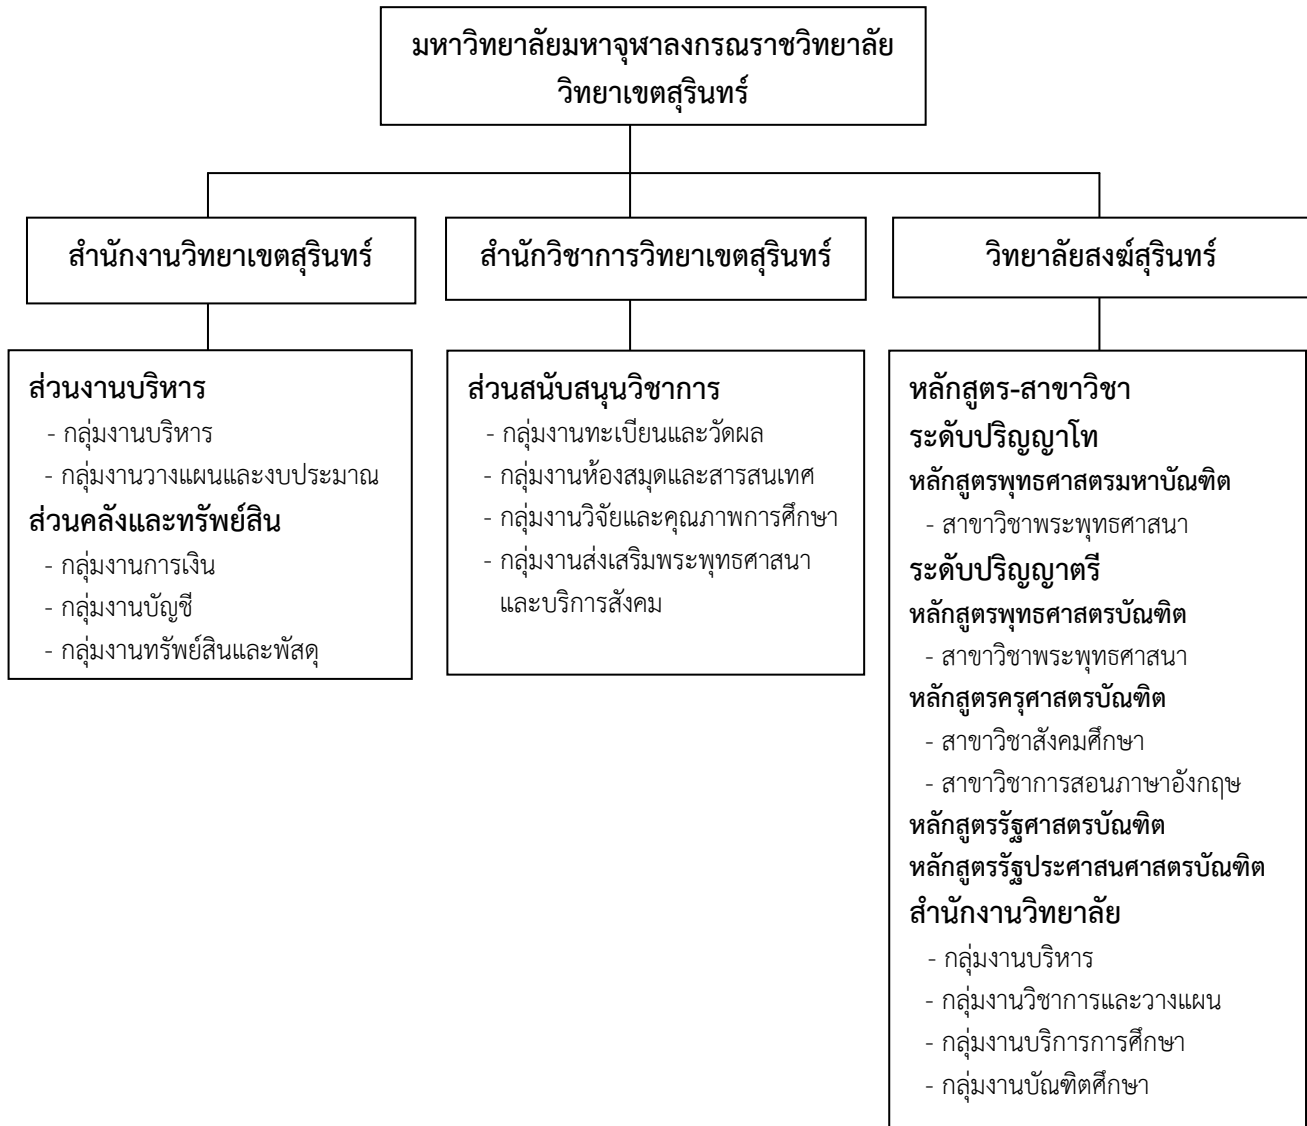 มหาวิทยาลัยมหาจุฬาลงกรณราชวิทยาลัย
วิทยาเขตสุรินทร์
สำนักงานวิทยาเขตสุรินทร์
สำนักวิชาการวิทยาเขตสุรินทร์
วิทยาลัยสงฆ์สุรินทร์
ส่วนงานบริหาร
- กลุ่มงานบริหาร
- กลุ่มงานวางแผนและงบประมาณ
ส่วนคลังและทรัพย์สิน
- กลุ่มงานการเงิน
- กลุ่มงานบัญชี
- กลุ่มงานทรัพย์สินและพัสดุ
ส่วนสนับสนุนวิชาการ
- กลุ่มงานทะเบียนและวัดผล
- กลุ่มงานห้องสมุดและสารสนเทศ
- กลุ่มงานวิจัยและคุณภาพการศึกษา
- กลุ่มงานส่งเสริมพระพุทธศาสนา
และบริการสังคม
หลักสูตร-สาขาวิชา
ระดับปริญญาโท
หลักสูตรพุทธศาสตรมหาบัณฑิต
- สาขาวิชาพระพุทธศาสนา
ระดับปริญญาตรี
หลักสูตรพุทธศาสตรบัณฑิต
- สาขาวิชาพระพุทธศาสนา
หลักสูตรครุศาสตรบัณฑิต
- สาขาวิชาสังคมศึกษา
- สาขาวิชาการสอนภาษาอังกฤษ
หลักสูตรรัฐศาสตรบัณฑิต
หลักสูตรรัฐประศาสนศาสตรบัณฑิต
สำนักงานวิทยาลัย
- กลุ่มงานบริหาร
- กลุ่มงานวิชาการและวางแผน
- กลุ่มงานบริการการศึกษา
- กลุ่มงานบัณฑิตศึกษา